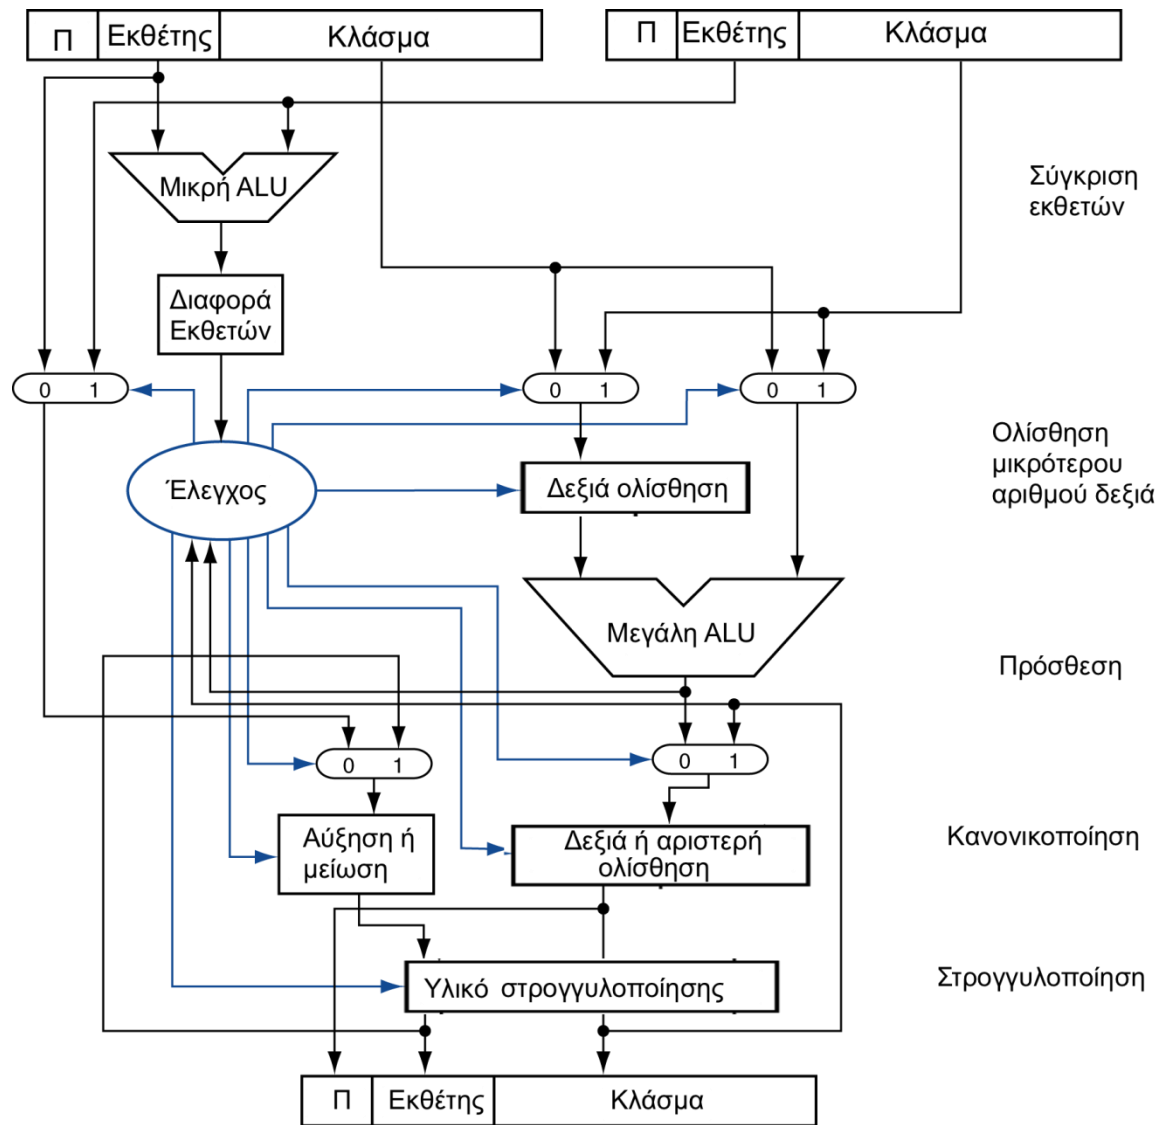 Π Εκθέτης Κλάσμα
Π Εκθέτης Κλάσμα
Μικρή ALU
Σύγκριση
εκθετών
Διαφορά
Εκθετών
0 1
0 1
0 1
Έλεγχος
Δεξιά ολίσθηση
Ολίσθηση
μικρότερου
αριθμού δεξιά
Μεγάλη ALU
Πρόσθεση
0 1
0 1
Αύξηση ή
μείωση
Δεξιά ή αριστερή
ολίσθηση
Κανονικοποίηση
Υλικό στρογγυλοποίησης
Στρογγυλοποίηση
Π Εκθέτης Κλάσμα